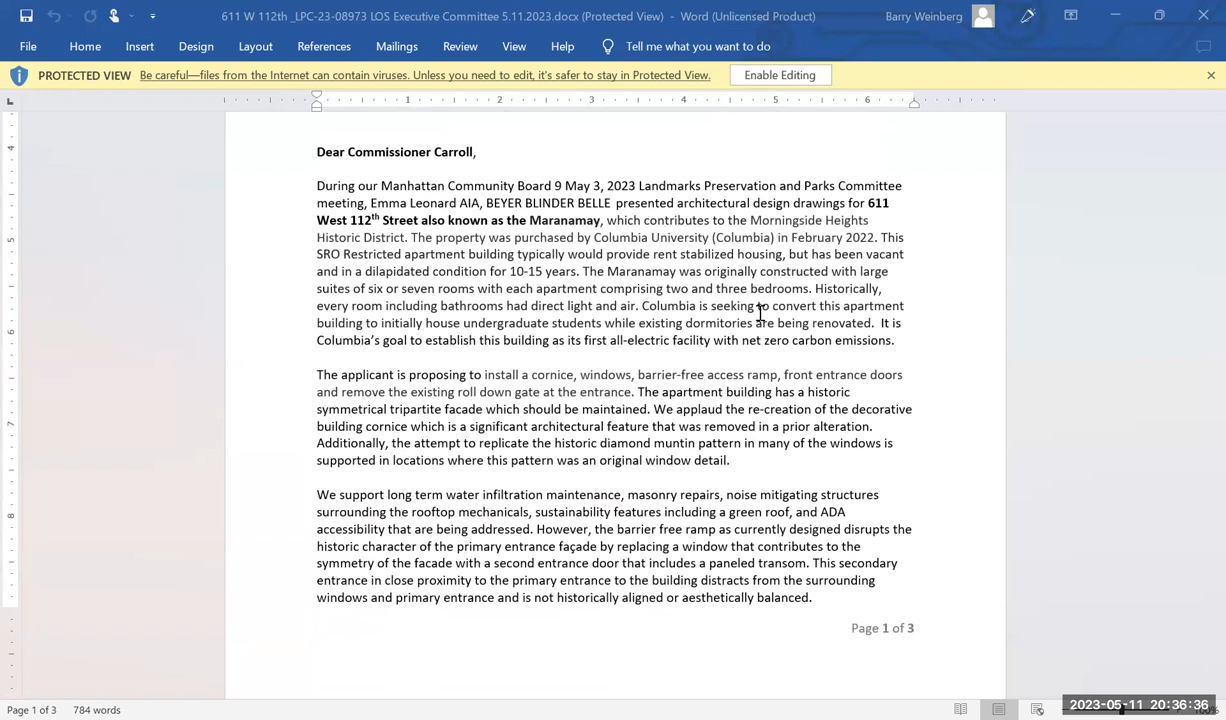 611 W 112th _LPC-23-08973 LOS Executive Committee 5.11.2023.docx (Protected View) - Word (Unlicensed Product)
Barry Weinberg
File Home Insert Design Layout References Mailings Review View Help Tell me what you want to do
PROTECTED VIEW Be careful—files from the Internet can contain viruses. Unless you need to edit, it's safer to stay in Protected View. Enable Editing
1 2 3 4 5 6
4
5
7
8
Dear Commissioner Carroll,
During our Manhattan Community Board 9 May 3, 2023 Landmarks Preservation and Parks Committee
meeting, Emma Leonard AIA, BEYER BLINDER BELLE presented architectural design drawings for 611
West 112th Street also known as the Maranamay, which contributes to the Morningside Heights
Historic District. The property was purchased by Columbia University (Columbia) in February 2022. This
SRO Restricted apartment building typically would provide rent stabilized housing, but has been vacant
and in a dilapidated condition for 10-15 years. The Maranamay was originally constructed with large
suites of six or seven rooms with each apartment comprising two and three bedrooms. Historically,
every room including bathrooms had direct light and air. Columbia is seeking to convert this apartment
building to initially house undergraduate students while existing dormitories are being renovated. It is
Columbia's goal to establish this building as its first all-electric facility with net zero carbon emissions.
The applicant is proposing to install a cornice, windows, barrier-free access ramp, front entrance doors
and remove the existing roll down gate at the entrance. The apartment building has a historic
symmetrical tripartite facade which should be maintained. We applaud the re-creation of the decorative
building cornice which is a significant architectural feature that was removed in a prior alteration.
Additionally, the attempt to replicate the historic diamond muntin pattern in many of the windows is
supported in locations where this pattern was an original window detail.
We support long term water infiltration maintenance, masonry repairs, noise mitigating structures
surrounding the rooftop mechanicals, sustainability features including a green roof, and ADA
accessibility that are being addressed. However, the barrier free ramp as currently designed disrupts the
historic character of the primary entrance façade by replacing a window that contributes to the
symmetry of the facade with a second entrance door that includes a paneled transom. This secondary
entrance in close proximity to the primary entrance to the building distracts from the surrounding
windows and primary entrance and is not historically aligned or aesthetically balanced.
Page 1 of 3
Page 1 of 3 784 words
2023-05-11 20:36:36